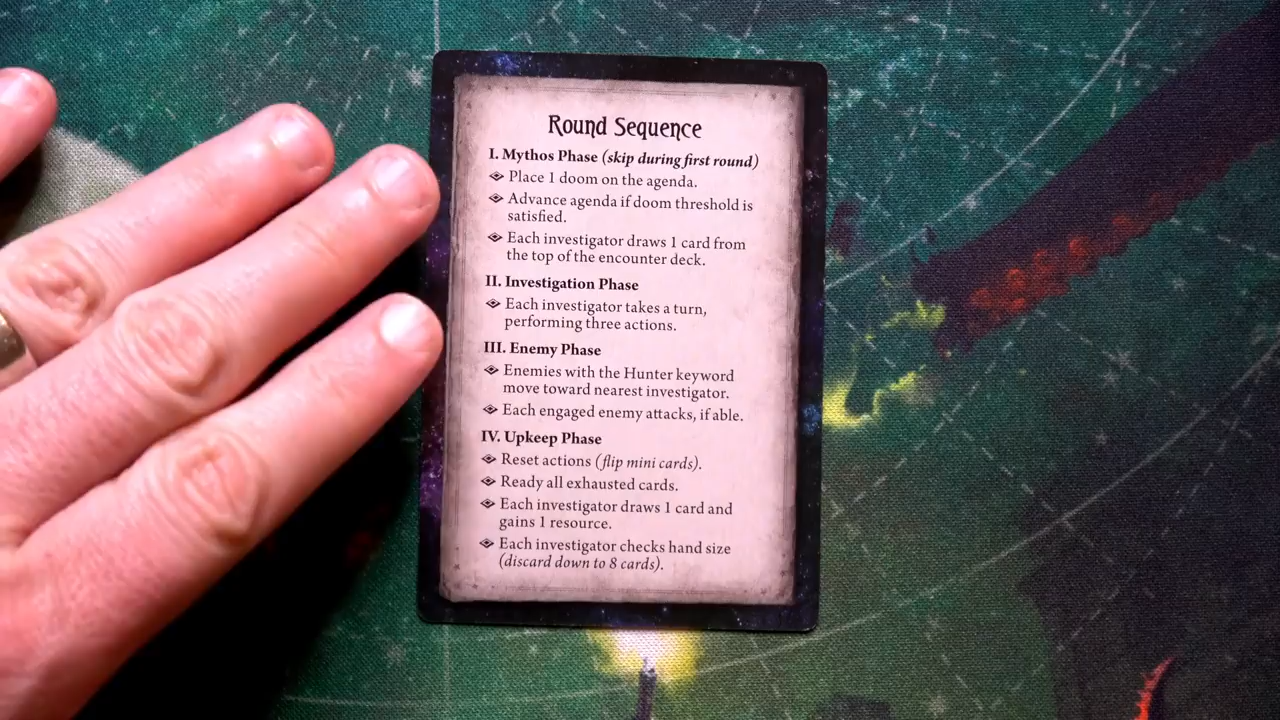 Round Sequence
I. Mythos Phase (skip during first round)
Place 1 doom on the agenda.
Advance agenda if doom threshold is
satisfied.
Each investigator draws 1 card from
the top of the encounter deck.
II. Investigation Phase
Each investigator takes a turn,
performing three actions.
III. Enemy Phase
Enemies with the Hunter keyword
move toward nearest investigator.
Each engaged enemy attacks, if able.
IV. Upkeep Phase
Reset actions (flip mini cards).
Ready all exhausted cards.
Each investigator draws 1 card and
gains 1 resource.
Each investigator checks hand size
(discard down to 8 cards).